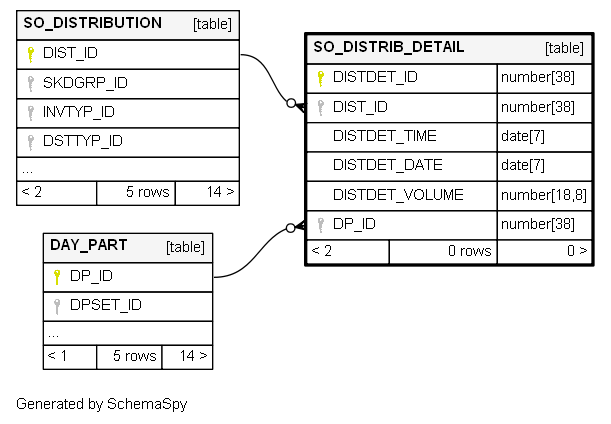 SO_DISTRIBUTION [table]
DIST_ID
SKDGRP_ID
INVTYP_ID
DSTTYP_ID
...
< 2 5 rows 14 >
SO_DISTRIB_DETAIL [table]
DISTDET_ID number[38]
DIST_ID number[38]
DISTDET_TIME date[7]
DISTDET_DATE date[7]
DISTDET_VOLUME number[18,8]
DP_ID number[38]
< 2 0 rows 0 >
DAY_PART [table]
DP_ID
DPSET_ID
...
< 1 5 rows 14 >
Generated by SchemaSpy